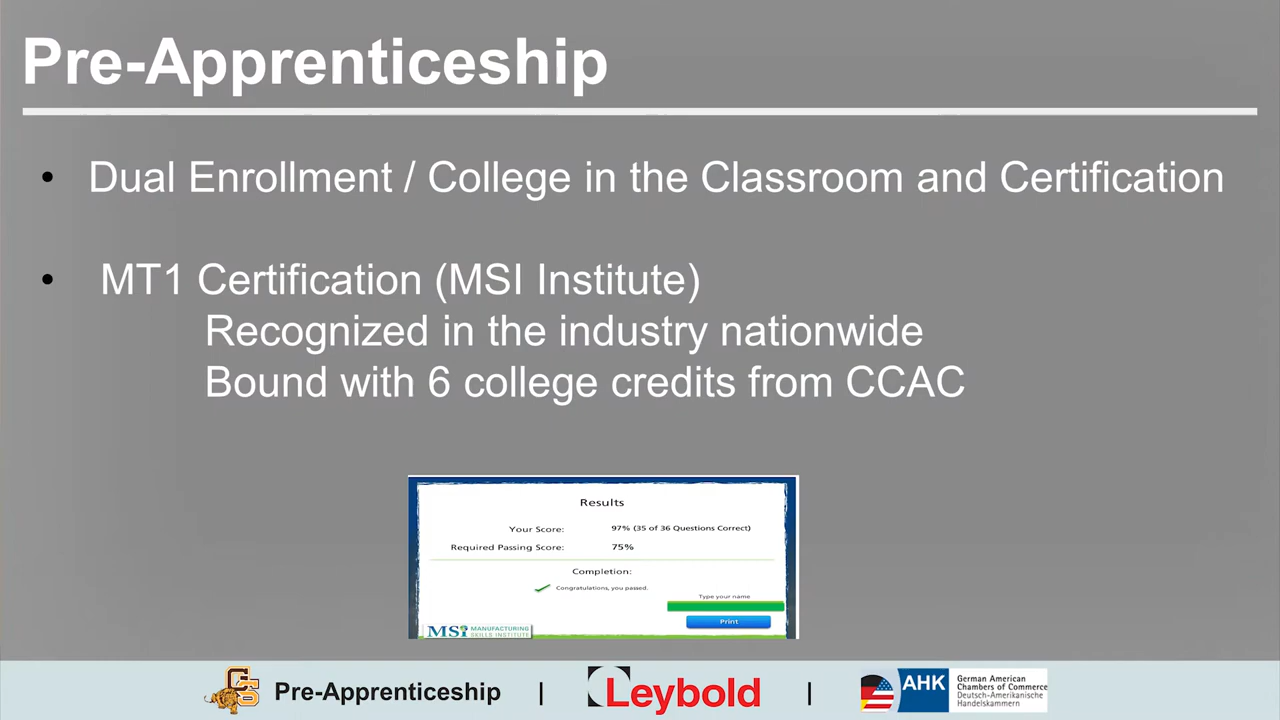 Pre-Apprenticeship
• Dual Enrollment / College in the Classroom and Certification
• MT1 Certification (MSI Institute)
Recognized in the industry nationwide
Bound with 6 college credits from CCAC
Results
Your Score: 97% (35 of 36 Questions Correct)
Required Passing Score: 75%
Completion:
Congratulations, you passed.
Type your name
Print
MSi MANUFACTURING
SKILLS INSTITUTE
CS Pre-Apprenticeship | Leybold | AHK German American
Chambers of Commerce
Deutsch-Amerikanische
Handelskammern